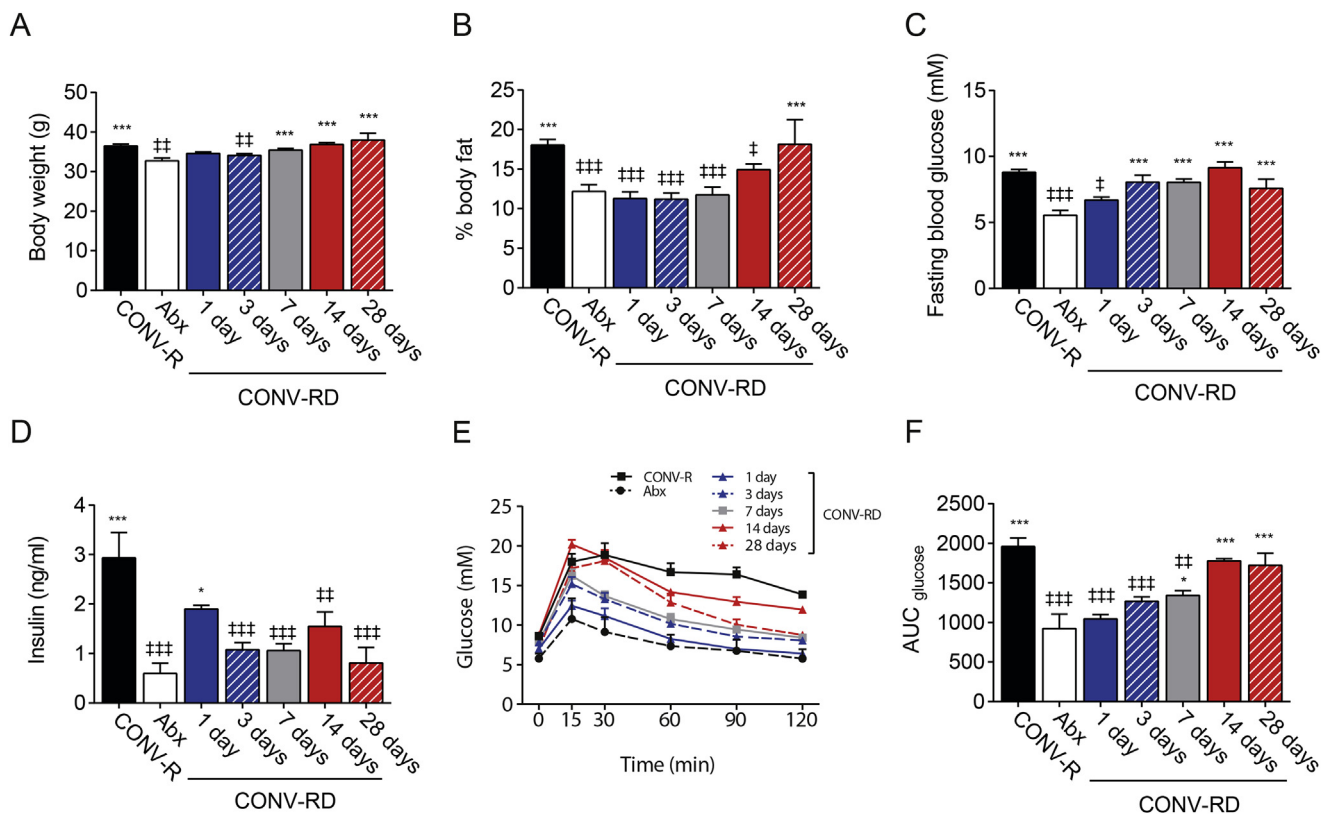 A
Body weight (g)
50
40
30
20
10
0
***
‡‡
‡‡
***
***
***
CONV-R
Abx
1 day
3 days
7 days
14 days
28 days
CONV-RD
B
% body fat
25
20
15
10
5
0
***
‡‡‡
‡‡‡
‡‡‡
‡‡‡
‡
***
CONV-R
Abx
1 day
3 days
7 days
14 days
28 days
CONV-RD
C
Fasting blood glucose (mM)
15
10
5
0
***
‡‡‡
‡
***
***
***
***
CONV-R
Abx
1 day
3 days
7 days
14 days
28 days
CONV-RD
D
Insulin (ng/ml)
4
3
2
1
0
***
‡‡‡
*
‡‡‡
‡‡‡
‡‡
‡‡‡
CONV-R
Abx
1 day
3 days
7 days
14 days
28 days
CONV-RD
E
CONV-R
Abx
1 day
3 days
7 days
14 days
28 days
CONV-RD
Glucose (mM)
25
20
15
10
5
0
0 15 30 60 90 120
Time (min)
F
AUC glucose
2500
2000
1500
1000
500
0
***
‡‡‡
‡‡‡
‡‡‡
‡‡
*
***
***
CONV-R
Abx
1 day
3 days
7 days
14 days
28 days
CONV-RD